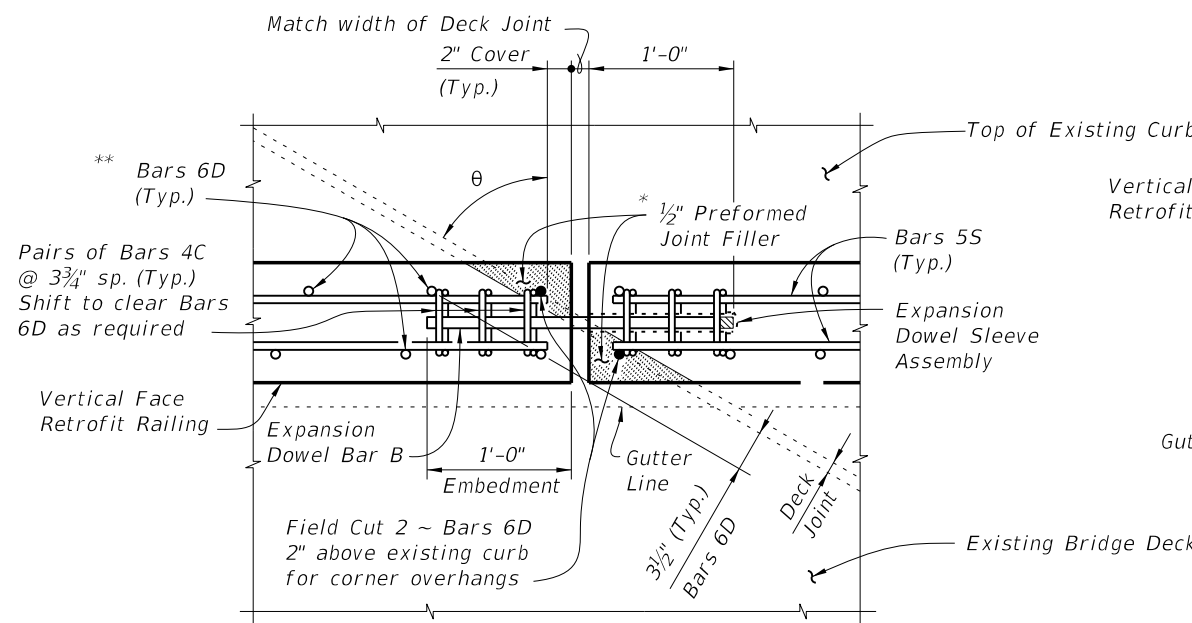 Match width of Deck Joint
2" Cover
(Typ.)
1'-0"
Top of Existing Curb
** Bars 6D
(Typ.)
θ
* ½" Preformed
Joint Filler
Vertical
Retrofit
Pairs of Bars 4C
@ 3¾" sp. (Typ.)
Shift to clear Bars
6D as required
Bars 5S
(Typ.)
Expansion
Dowel Sleeve
Assembly
Vertical Face
Retrofit Railing
Expansion
Dowel Bar B
1'-0"
Embedment
Gutter
Line
3½" (Typ.)
Bars 6D
Deck
Joint
Gut
Field Cut 2 ~ Bars 6D
2" above existing curb
for corner overhangs
Existing Bridge Deck